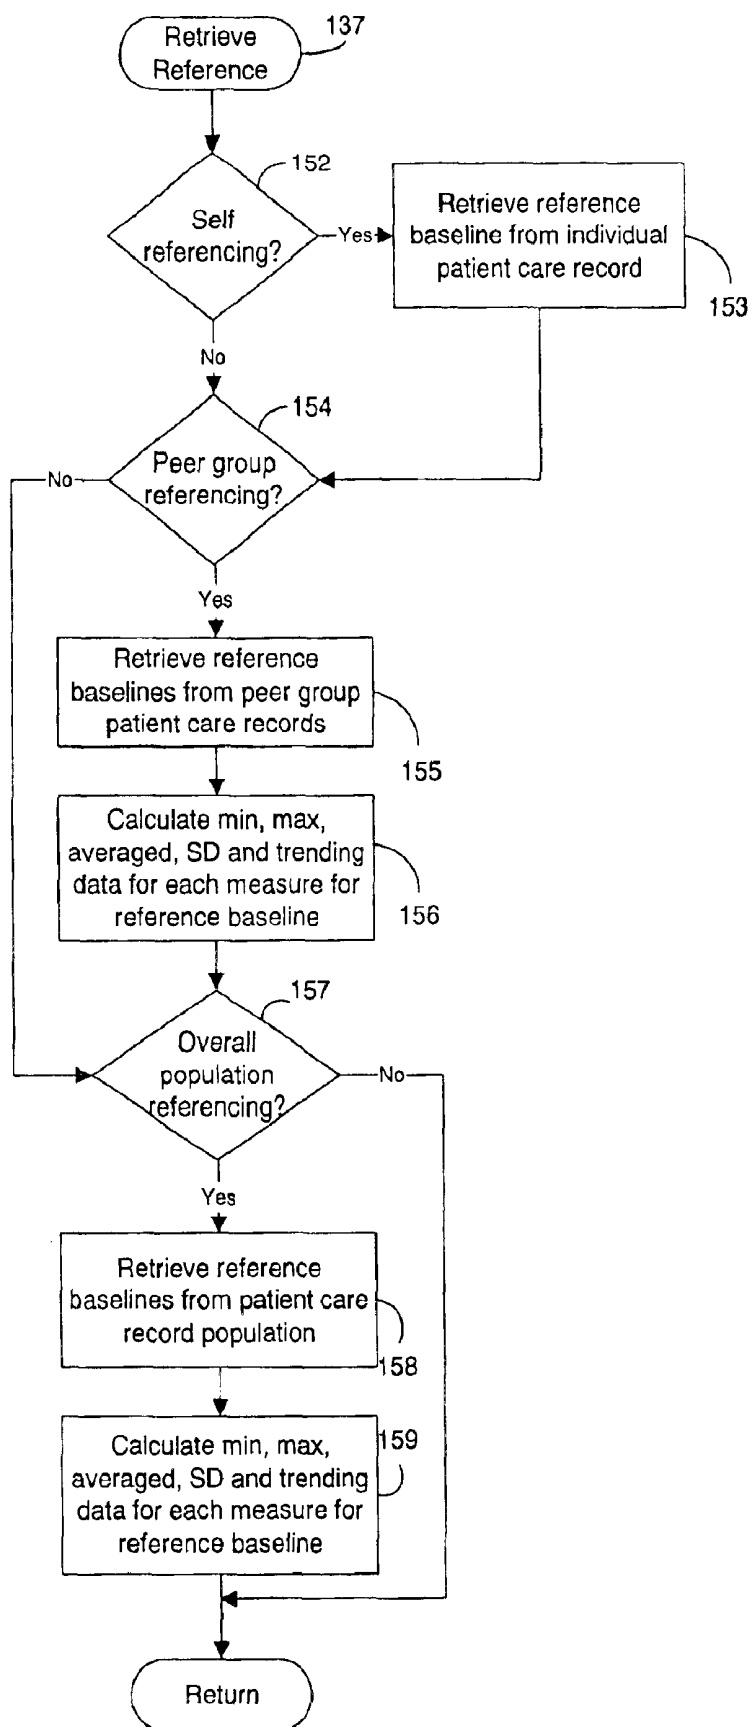 Retrieve
Reference
137
152
Self
referencing?
Yes
Retrieve reference
baseline from individual
patient care record
153
No
154
Peer group
referencing?
No
Yes
Retrieve reference
baselines from peer group
patient care records
155
Calculate min, max,
averaged, SD and trending
data for each measure for
reference baseline
156
157
Overall
population
referencing?
No
Yes
Retrieve reference
baselines from patient care
record population
158
Calculate min, max,
averaged, SD and trending
data for each measure for
reference baseline
159
Return